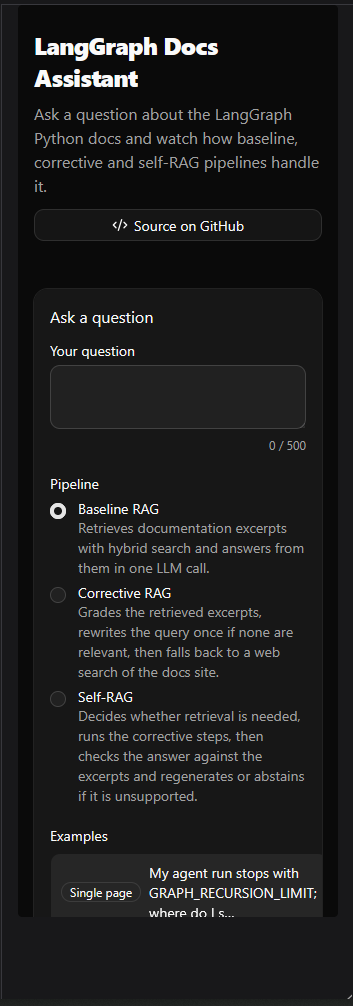 LangGraph Docs
Assistant
Ask a question about the LangGraph
Python docs and watch how baseline,
corrective and self-RAG pipelines handle
it.
</> Source on GitHub
Ask a question
Your question
0 / 500
Pipeline
Baseline RAG
Retrieves documentation excerpts
with hybrid search and answers from
them in one LLM call.
Corrective RAG
Grades the retrieved excerpts,
rewrites the query once if none are
relevant, then falls back to a web
search of the docs site.
Self-RAG
Decides whether retrieval is needed,
runs the corrective steps, then
checks the answer against the
excerpts and regenerates or abstains
if it is unsupported.
Examples
My agent run stops with
Single page GRAPH_RECURSION_LIMIT;
where do I s...